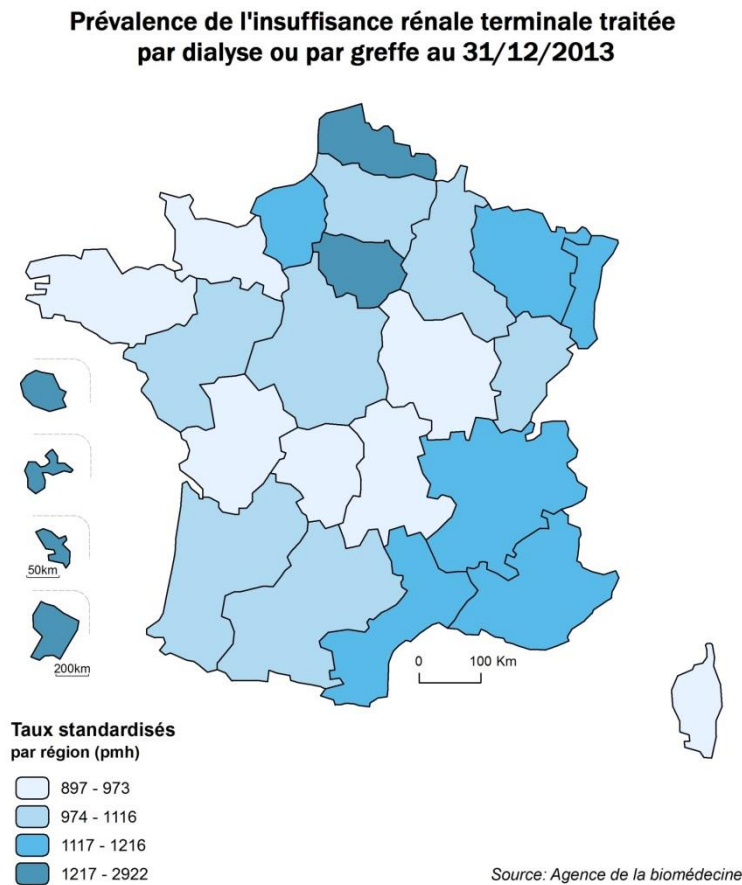 Prévalence de l'insuffisance rénale terminale traitée
par dialyse ou par greffe au 31/12/2013
50km
200km
0 100 Km
Taux standardisés
par région (pmh)
897 - 973
974 - 1116
1117 - 1216
1217 - 2922
Source: Agence de la biomédecine